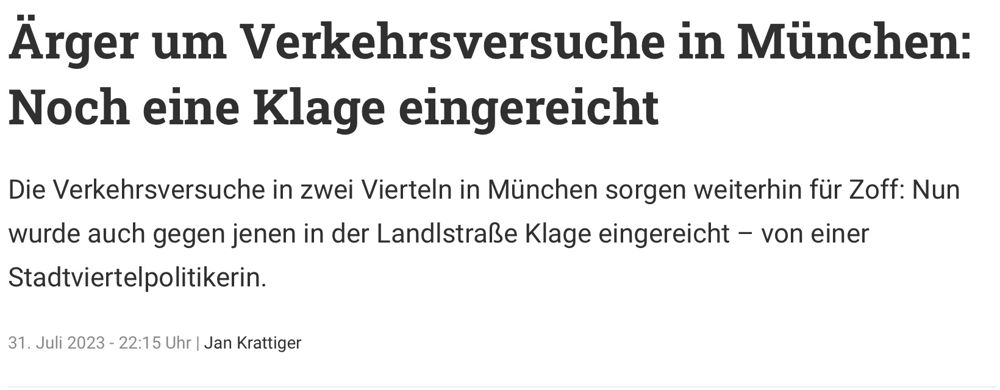 Ärger um Verkehrsversuche in München:
Noch eine Klage eingereicht
Die Verkehrsversuche in zwei Vierteln in München sorgen weiterhin für Zoff: Nun
wurde auch gegen jenen in der Landlstraße Klage eingereicht – von einer
Stadtviertelpolitikerin.
31. Juli 2023 - 22:15 Uhr | Jan Krattiger